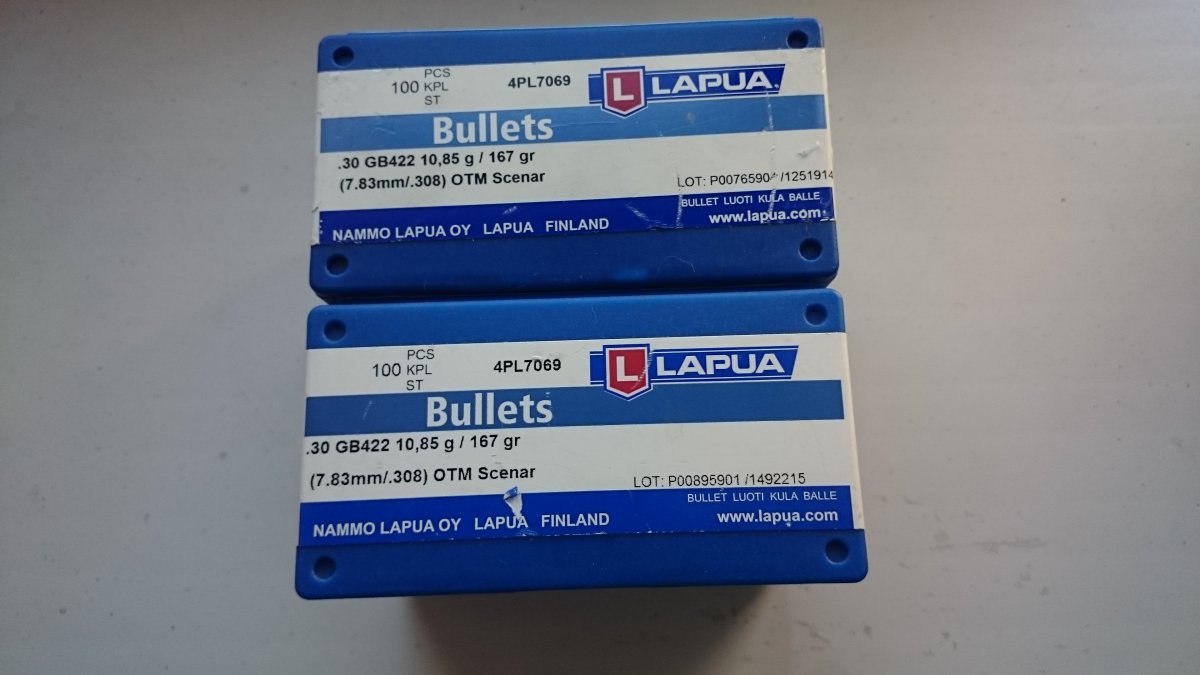 PCS
100 KPL
ST
4PL7069
L LAPUA
Bullets
.30 GB422 10,85 g / 167 gr
(7.83mm/.308) OTM Scenar
LOT: P00765904 /1251914
BULLET LUOTI KULA BALLE
www.lapua.com
NAMMO LAPUA OY LAPUA FINLAND
PCS
100 KPL
ST
4PL7069
L LAPUA
Bullets
.30 GB422 10,85 g / 167 gr
(7.83mm/.308) OTM Scenar
LOT: P00895901 /1492215
BULLET LUOTI KULA BALLE
www.lapua.com
NAMMO LAPUA OY LAPUA FINLAND